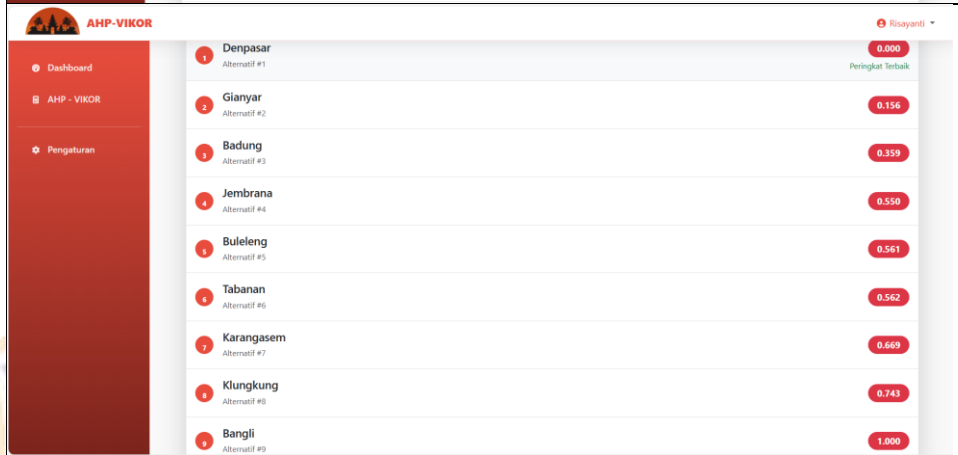 AHP-VIKOR
Risayanti
Dashboard
AHP - VIKOR
Pengaturan
1 Denpasar 0.000
Alternatif #1 Peringkat Terbaik
2 Gianyar 0.156
Alternatif #2
3 Badung 0.359
Alternatif #3
4 Jembrana 0.550
Alternatif #4
5 Buleleng 0.561
Alternatif #5
6 Tabanan 0.562
Alternatif #6
7 Karangasem 0.669
Alternatif #7
8 Klungkung 0.743
Alternatif #8
9 Bangli 1.000
Alternatif #9